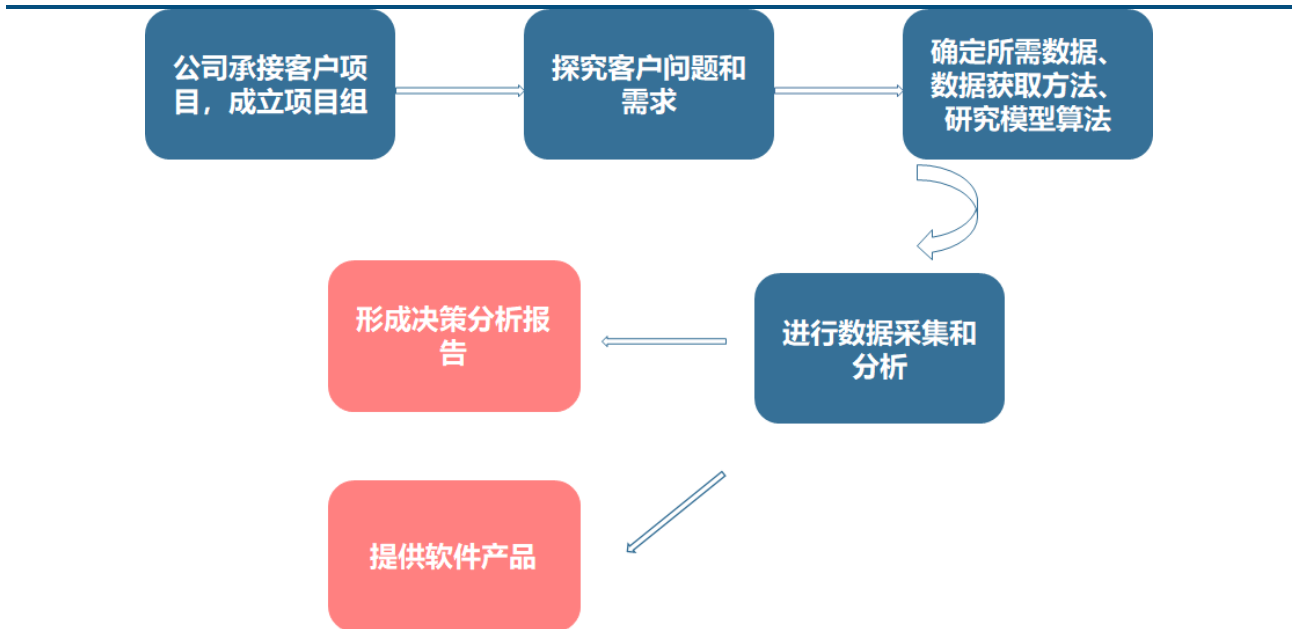 公司承接客户项
目，成立项目组
探究客户问题和
需求
确定所需数据、
数据获取方法、
研究模型算法
进行数据采集和
分析
形成决策分析报
告
提供软件产品